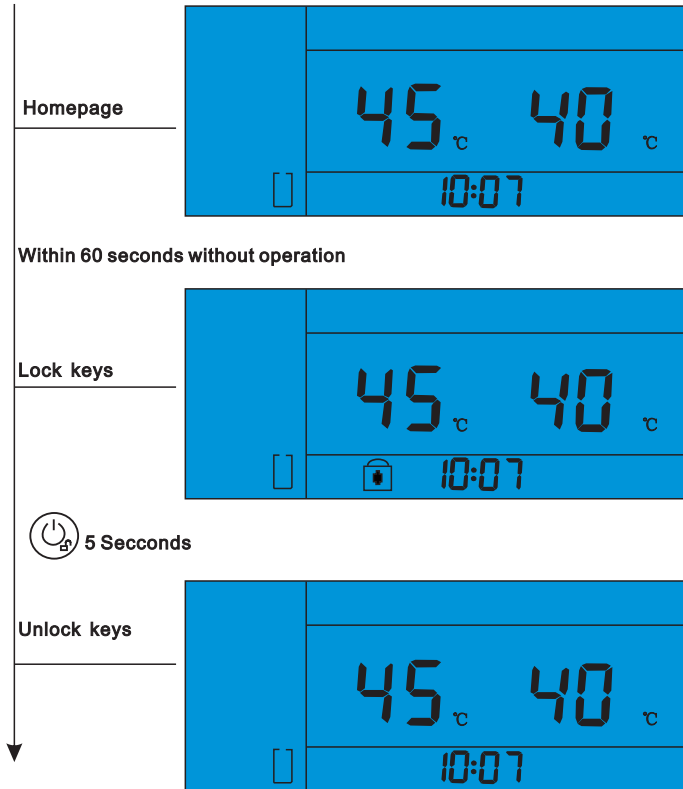 Homepage
45 °C 40 °C
10:07
Within 60 seconds without operation
Lock keys
45 °C 40 °C
10:07
5 Secconds
Unlock keys
45 °C 40 °C
10:07